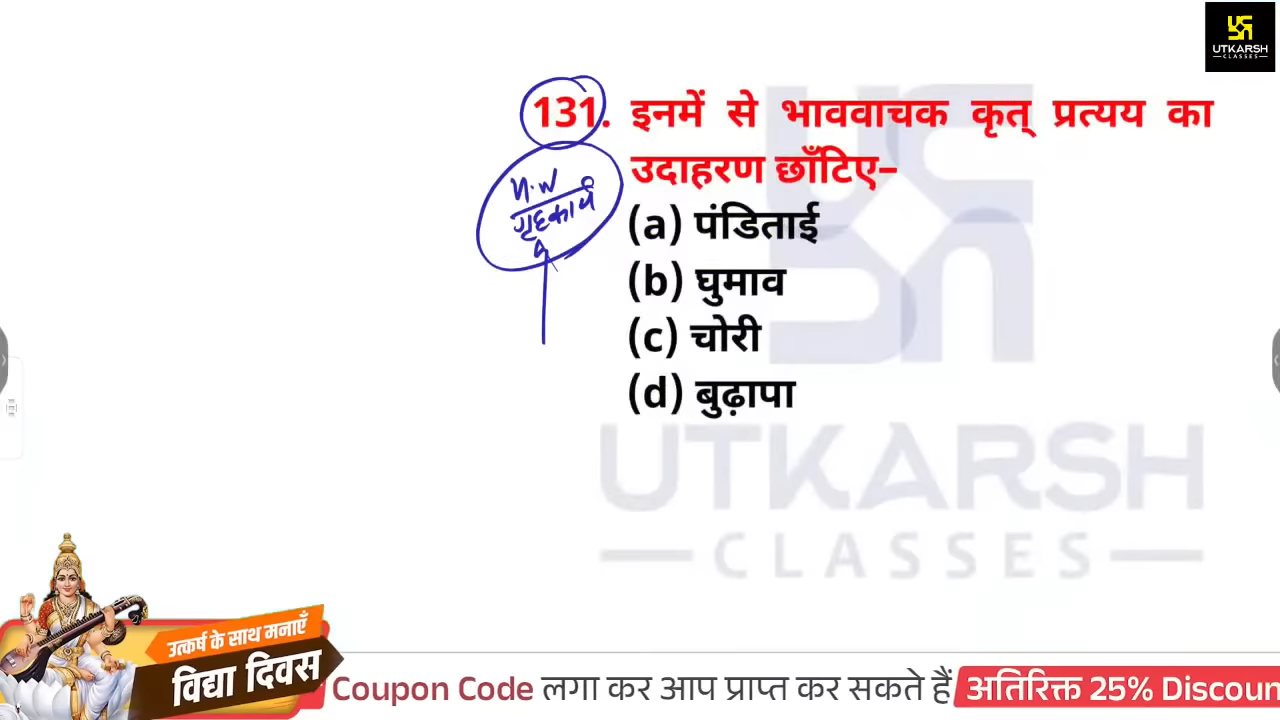 UTKARSH
CLASSES
131. इनमें से भाववाचक कृत् प्रत्यय का
उदाहरण छाँटिए–
H.W
गृहकार्य
(a) पंडिताई
(b) घुमाव
(c) चोरी
(d) बुढ़ापा
UTKARSH
CLASSES
उत्कर्ष के साथ मनाएँ
विद्या दिवस
Coupon Code लगा कर आप प्राप्त कर सकते हैं अतिरिक्त 25% Discoun